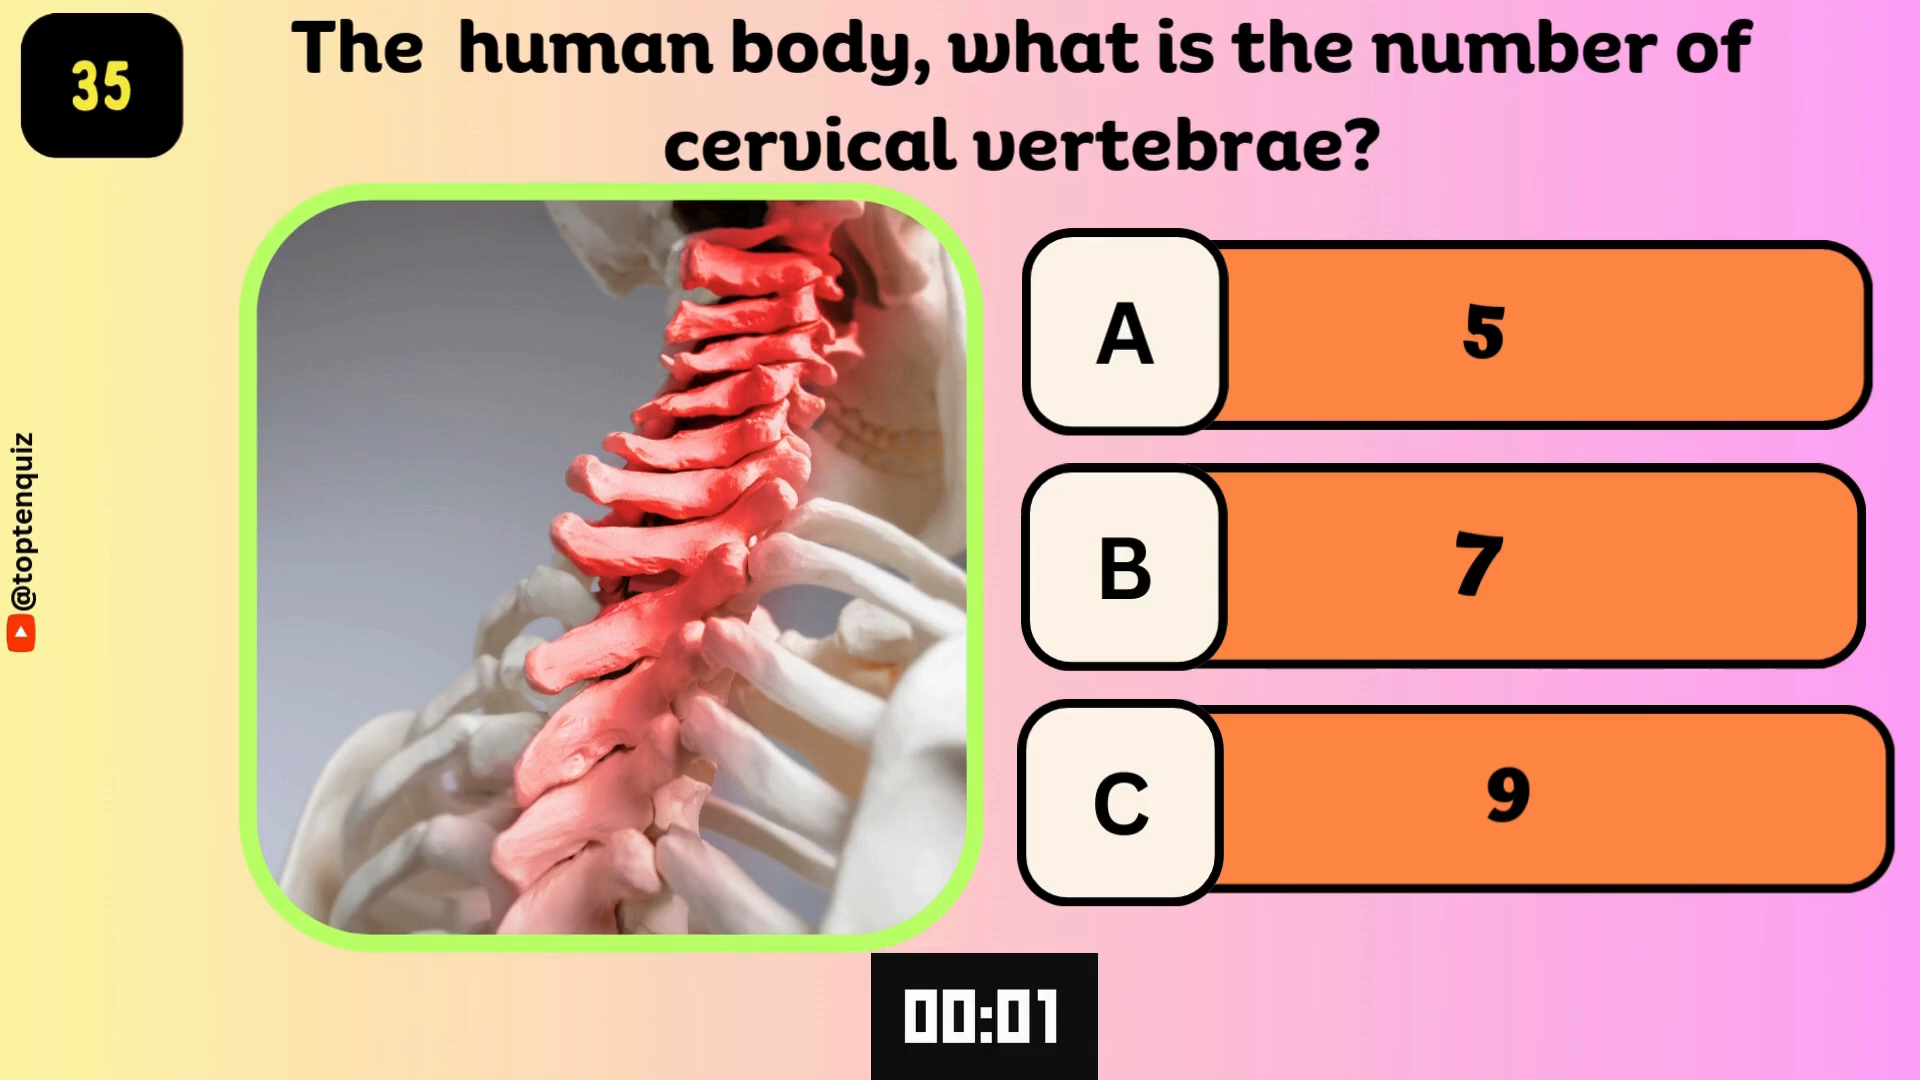 35
The human body, what is the number of
cervical vertebrae?
A 5
B 7
C 9
@toptenquiz
00:01